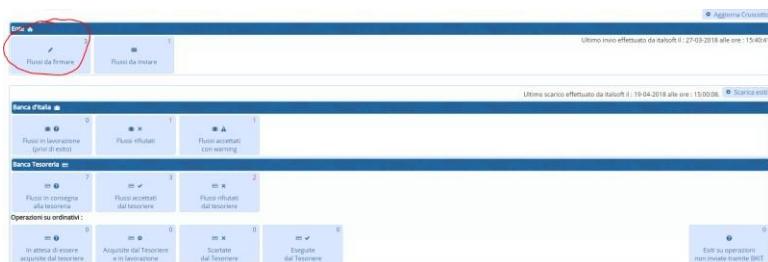 Aggiorna Cruscotto
Ente
Ultimo invio effettuato da italsoft il : 27-03-2018 alle ore : 15:40:41
2
Flussi da firmare
1
Flussi da inviare
Ultimo scarico effettuato da italsoft il : 19-04-2018 alle ore : 15:00:08.
Scarica esiti
Banca d'Italia
0
Flussi in lavorazione
(privi di esito)
1
Flussi rifiutati
1
Flussi accettati
con warning
Banca Tesoreria
7
Flussi in consegna
alla tesoreria
3
Flussi accettati
dal tesoriere
2
Flussi rifiutati
dal tesoriere
Operazioni su ordinativi :
0
In attesa di essere
acquisite dal tesoriere
0
Acquisite dal Tesoriere
e in lavorazione
0
Scartate
dal Tesoriere
0
Eseguite
dal Tesoriere
0
Esiti su operazioni
non inviate tramite BKIT